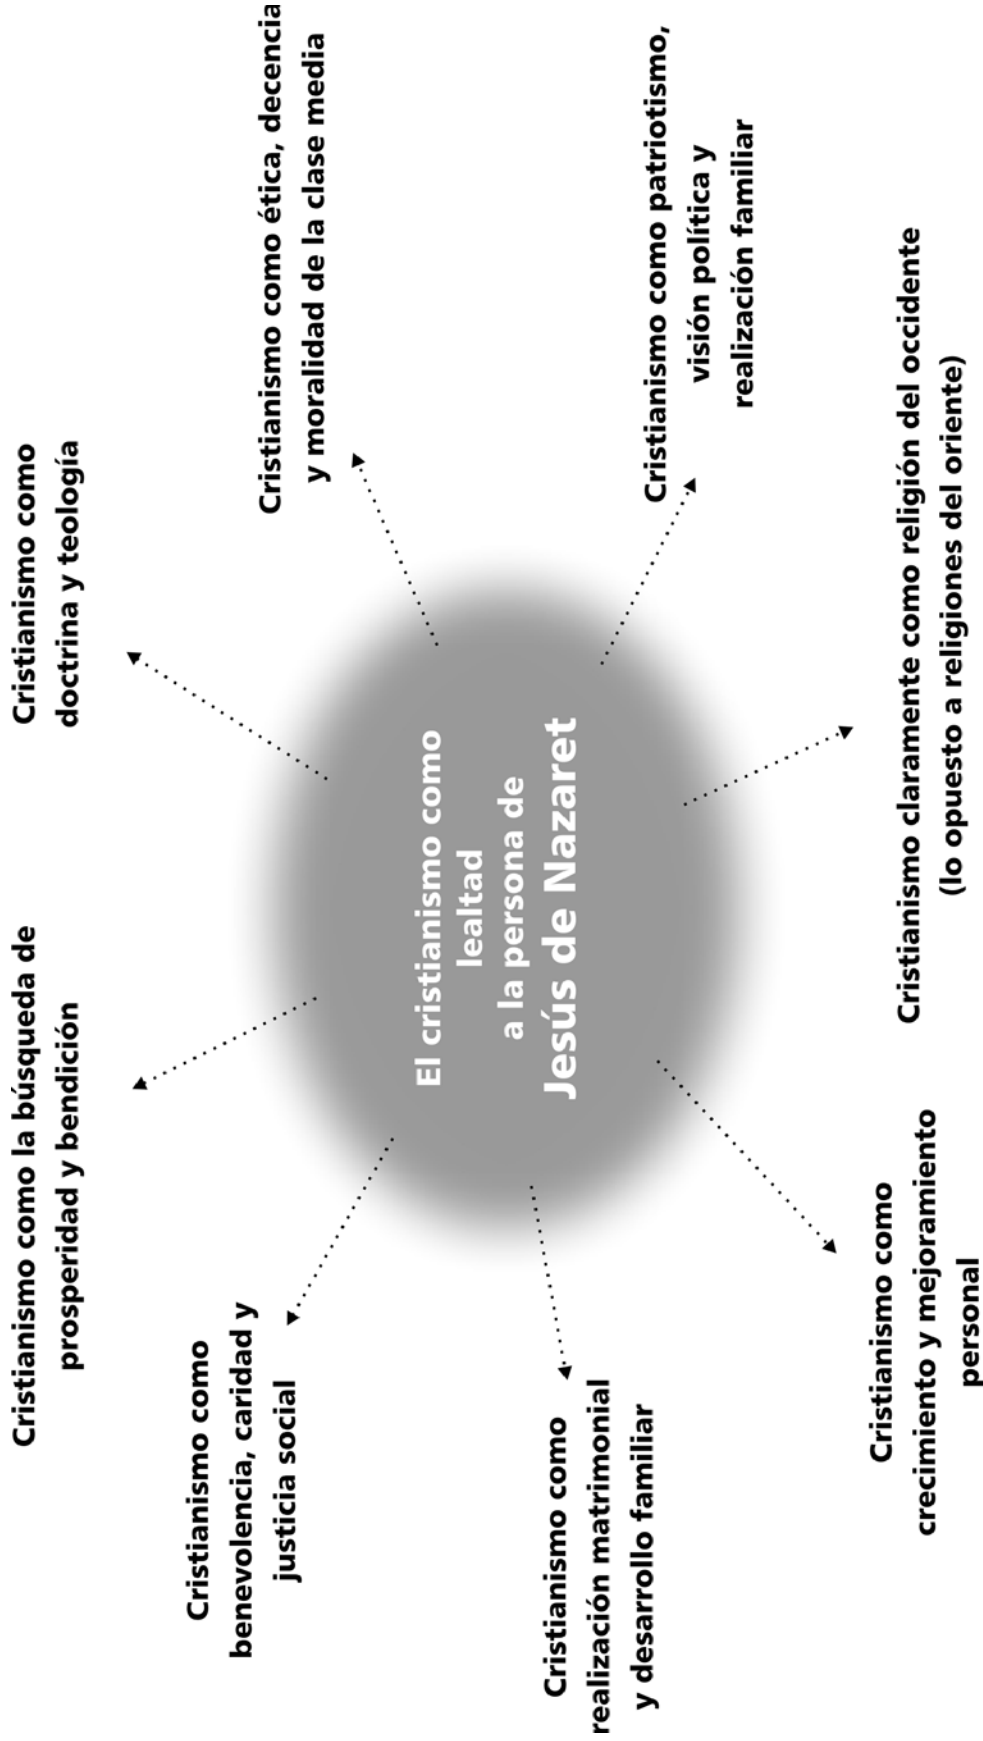 Cristianismo como la búsqueda de
prosperidad y bendición
Cristianismo como
doctrina y teología
Cristianismo como
benevolencia, caridad y
justicia social
Cristianismo como ética, decencia
y moralidad de la clase media
El cristianismo como
lealtad
a la persona de
Jesús de Nazaret
Cristianismo como
realización matrimonial
y desarrollo familiar
Cristianismo como patriotismo,
visión política y
realización familiar
Cristianismo como
crecimiento y mejoramiento
personal
Cristianismo claramente como religión del occidente
(lo opuesto a religiones del oriente)